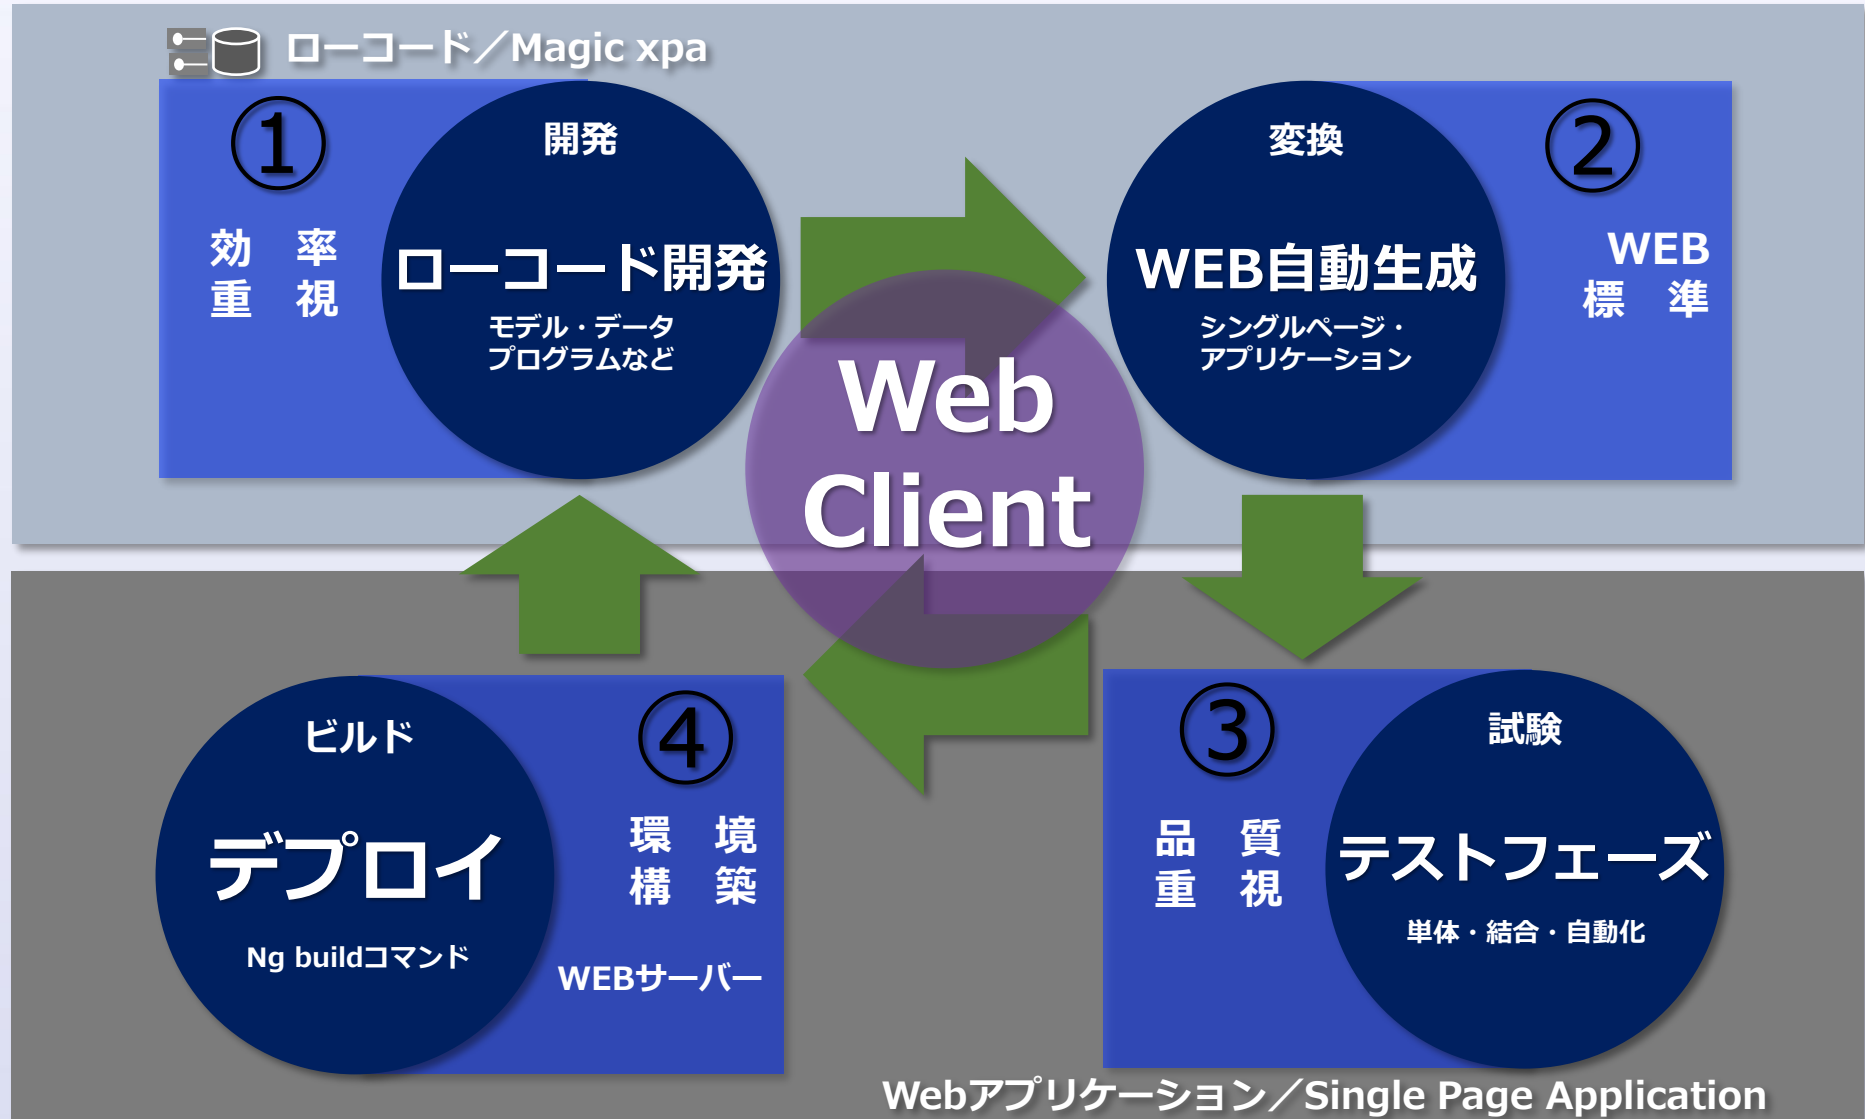 ローコード／Magic xpa
①
効 率
重 視
開発
ローコード開発
モデル・データ
プログラムなど
変換
WEB自動生成
シングルページ・
アプリケーション
②
WEB
標 準
Web
Client
③
品 質
重 視
試験
テストフェーズ
単体・結合・自動化
ビルド
デプロイ
Ng buildコマンド
④
環 境
構 築
WEBサーバー
Webアプリケーション／Single Page Application